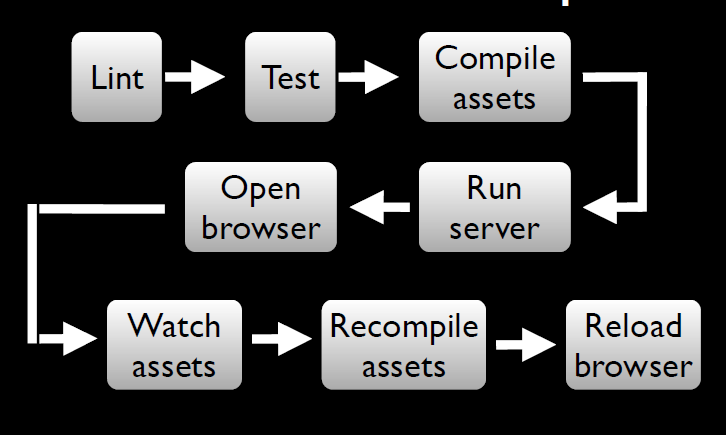 Lint
Test
Compile
assets
Run
server
Open
browser
Watch
assets
Recompile
assets
Reload
browser